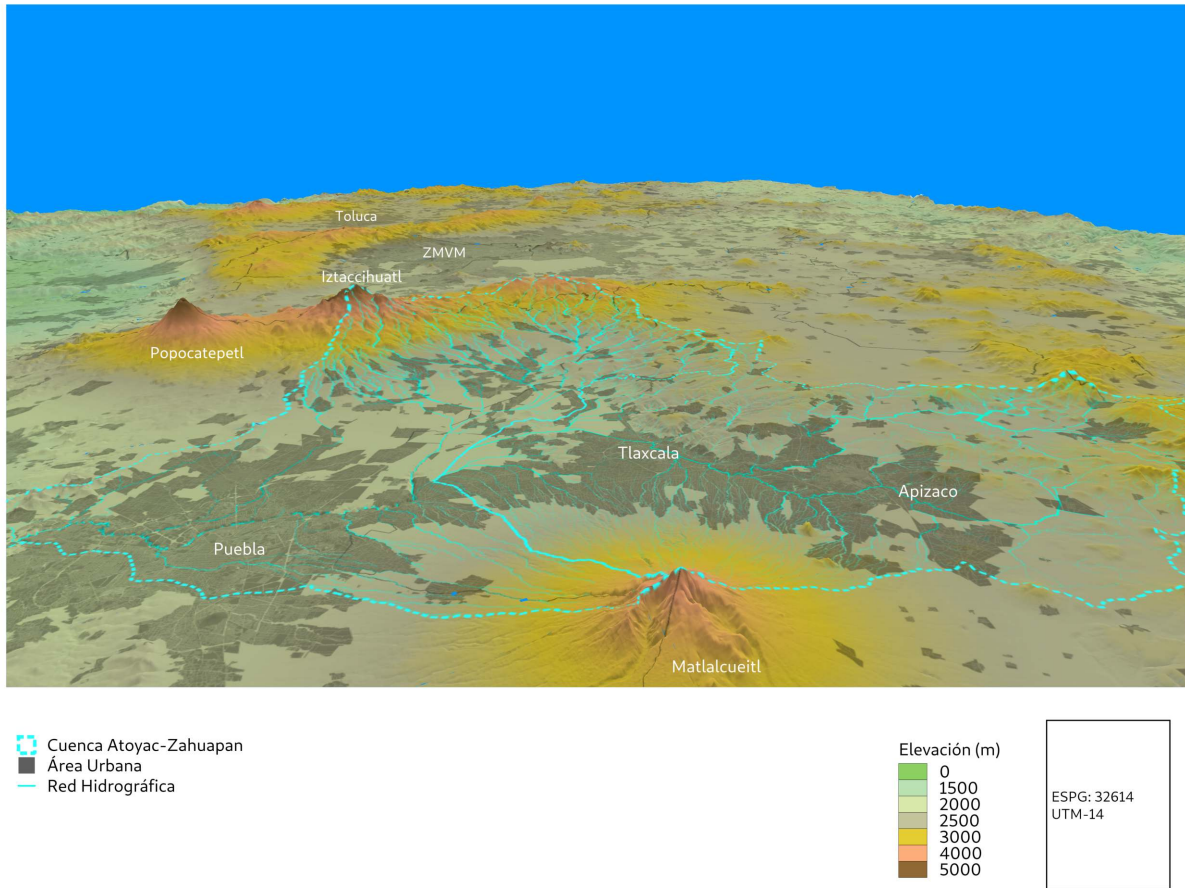 Toluca
ZMVM
Iztaccihuatl
Popocatepetl
Tlaxcala
Apizaco
Puebla
Matlalcueitl
Cuenca Atoyac-Zahuapan
Área Urbana
Red Hidrográfica
Elevación (m)
0
1500
2000
2500
3000
4000
5000
ESPG: 32614
UTM-14